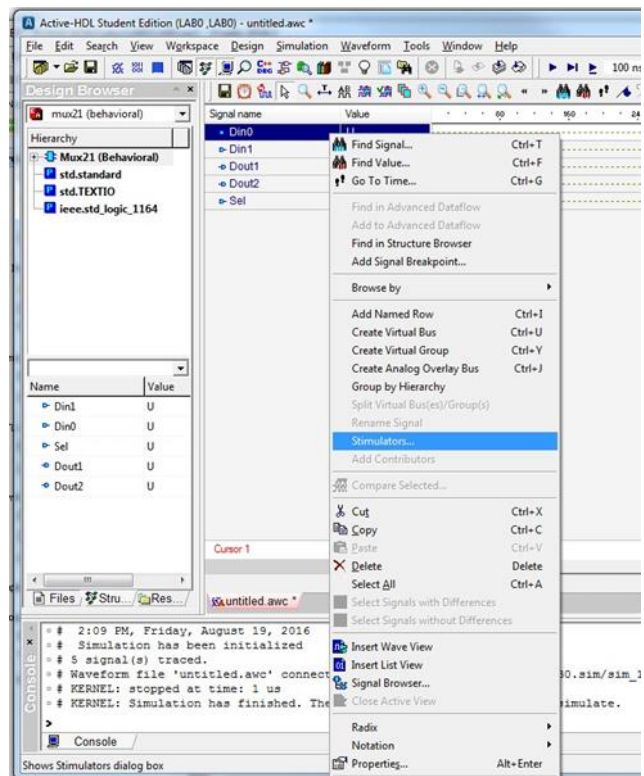 Active-HDL Student Edition (LAB0 ,LAB0) - untitled.awc *
File Edit Search View Workspace Design Simulation Waveform Tools Window Help
100 ns
Design Browser
mux21 (behavioral)
Hierarchy
Mux21 (Behavioral)
std.standard
std.TEXTIO
ieee.std_logic_1164
Name Value
Din1 U
Din0 U
Sel U
Dout1 U
Dout2 U
Files Stru... Res...
Signal name Value 80 160 24
Din0 U
Din1
Dout1
Dout2
Sel
Cursor 1
untitled.awc *
Find Signal... Ctrl+T
Find Value... Ctrl+F
Go To Time... Ctrl+G
Find in Advanced Dataflow
Add to Advanced Dataflow
Find in Structure Browser
Add Signal Breakpoint...
Browse by
Add Named Row Ctrl+I
Create Virtual Bus Ctrl+U
Create Virtual Group Ctrl+Y
Create Analog Overlay Bus Ctrl+J
Group by Hierarchy
Split Virtual Bus(es)/Group(s)
Rename Signal
Stimulators...
Add Contributors
Compare Selected...
Cut Ctrl+X
Copy Ctrl+C
Paste Ctrl+V
Delete Delete
Select All Ctrl+A
Select Signals with Differences
Select Signals without Differences
Insert Wave View
Insert List View
Signal Browser...
Close Active View
Radix
Notation
Properties... Alt+Enter
Console
# 2:09 PM, Friday, August 19, 2016
# Simulation has been initialized
# 5 signal(s) traced.
# Waveform file 'untitled.awc' connect
# KERNEL: stopped at time: 1 us
# KERNEL: Simulation has finished. The
simulate.
>
Console
Shows Stimulators dialog box